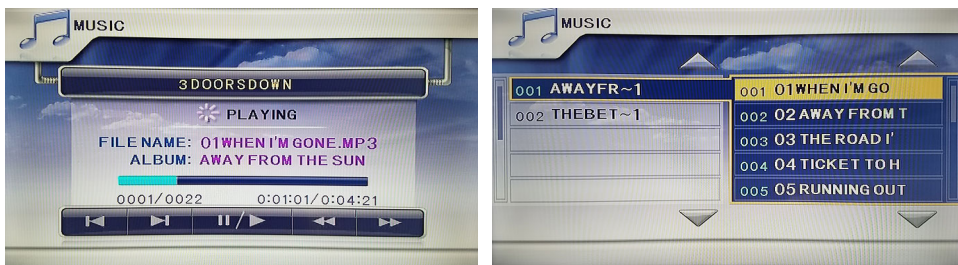 MUSIC
3DOORSDOWN
PLAYING
FILE NAME: 01WHEN I'M GONE.MP3
ALBUM: AWAY FROM THE SUN
0001/0022 0:01:01/0:04:21
MUSIC
001 AWAYFR~1
002 THEBET~1
001 01WHEN I'M GO
002 02 AWAY FROM T
003 03 THE ROAD I'
004 04 TICKET TO H
005 05 RUNNING OUT